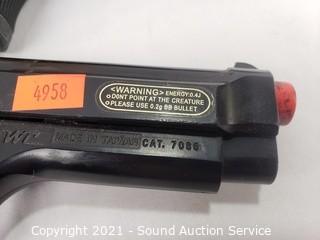 4958
<WARNING> ENERGY:0.4J
DONT POINT AT THE CREATURE
PLEASE USE 0.2g BB BULLET
MADE IN TAIWAN CAT. 7086
Copyright © 2021 - Sound Auction Service